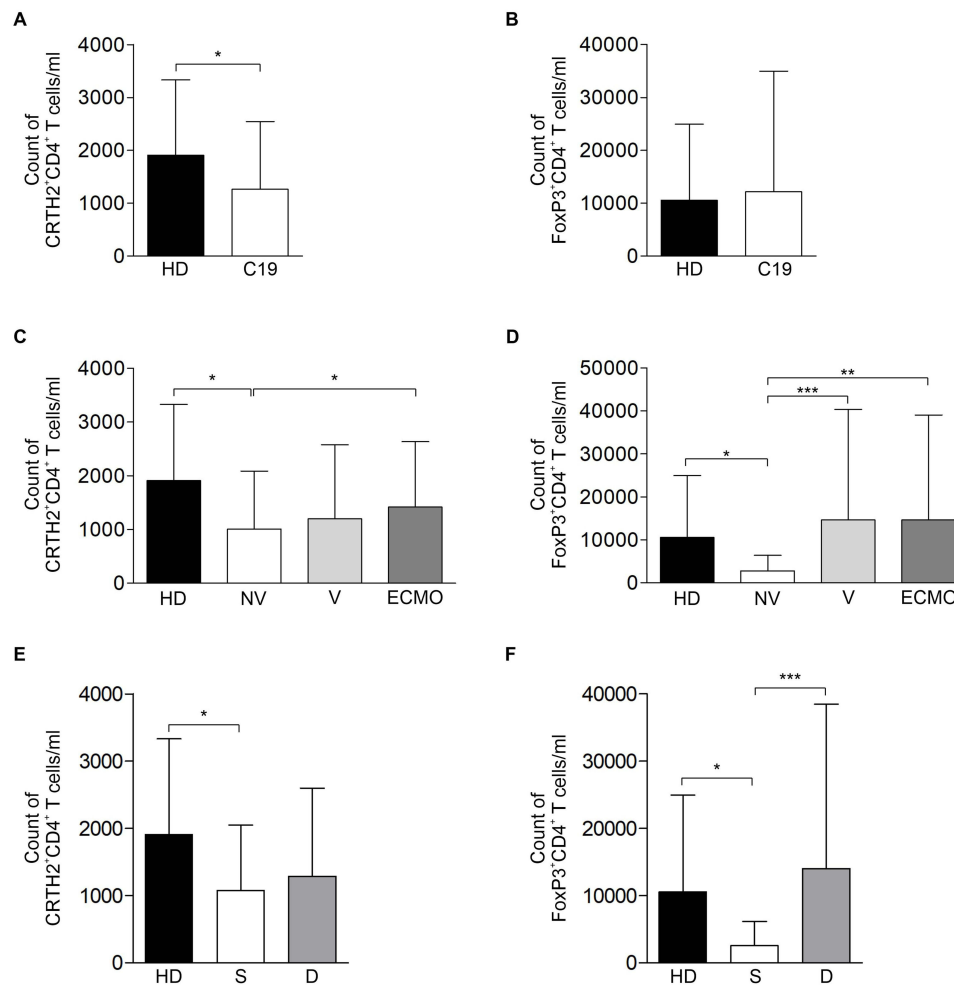 A
Count of
CRTH2⁺CD4⁺ T cells/ml
4000
3000
2000
1000
0
*
HD C19
B
Count of
FoxP3⁺CD4⁺ T cells/ml
40000
30000
20000
10000
0
HD C19
C
Count of
CRTH2⁺CD4⁺ T cells/ml
4000
3000
2000
1000
0
* *
HD NV V ECMO
D
Count of
FoxP3⁺CD4⁺ T cells/ml
50000
40000
30000
20000
10000
0
**
***
*
HD NV V ECMO
E
Count of
CRTH2⁺CD4⁺ T cells/ml
4000
3000
2000
1000
0
*
HD S D
F
Count of
FoxP3⁺CD4⁺ T cells/ml
40000
30000
20000
10000
0
***
*
HD S D